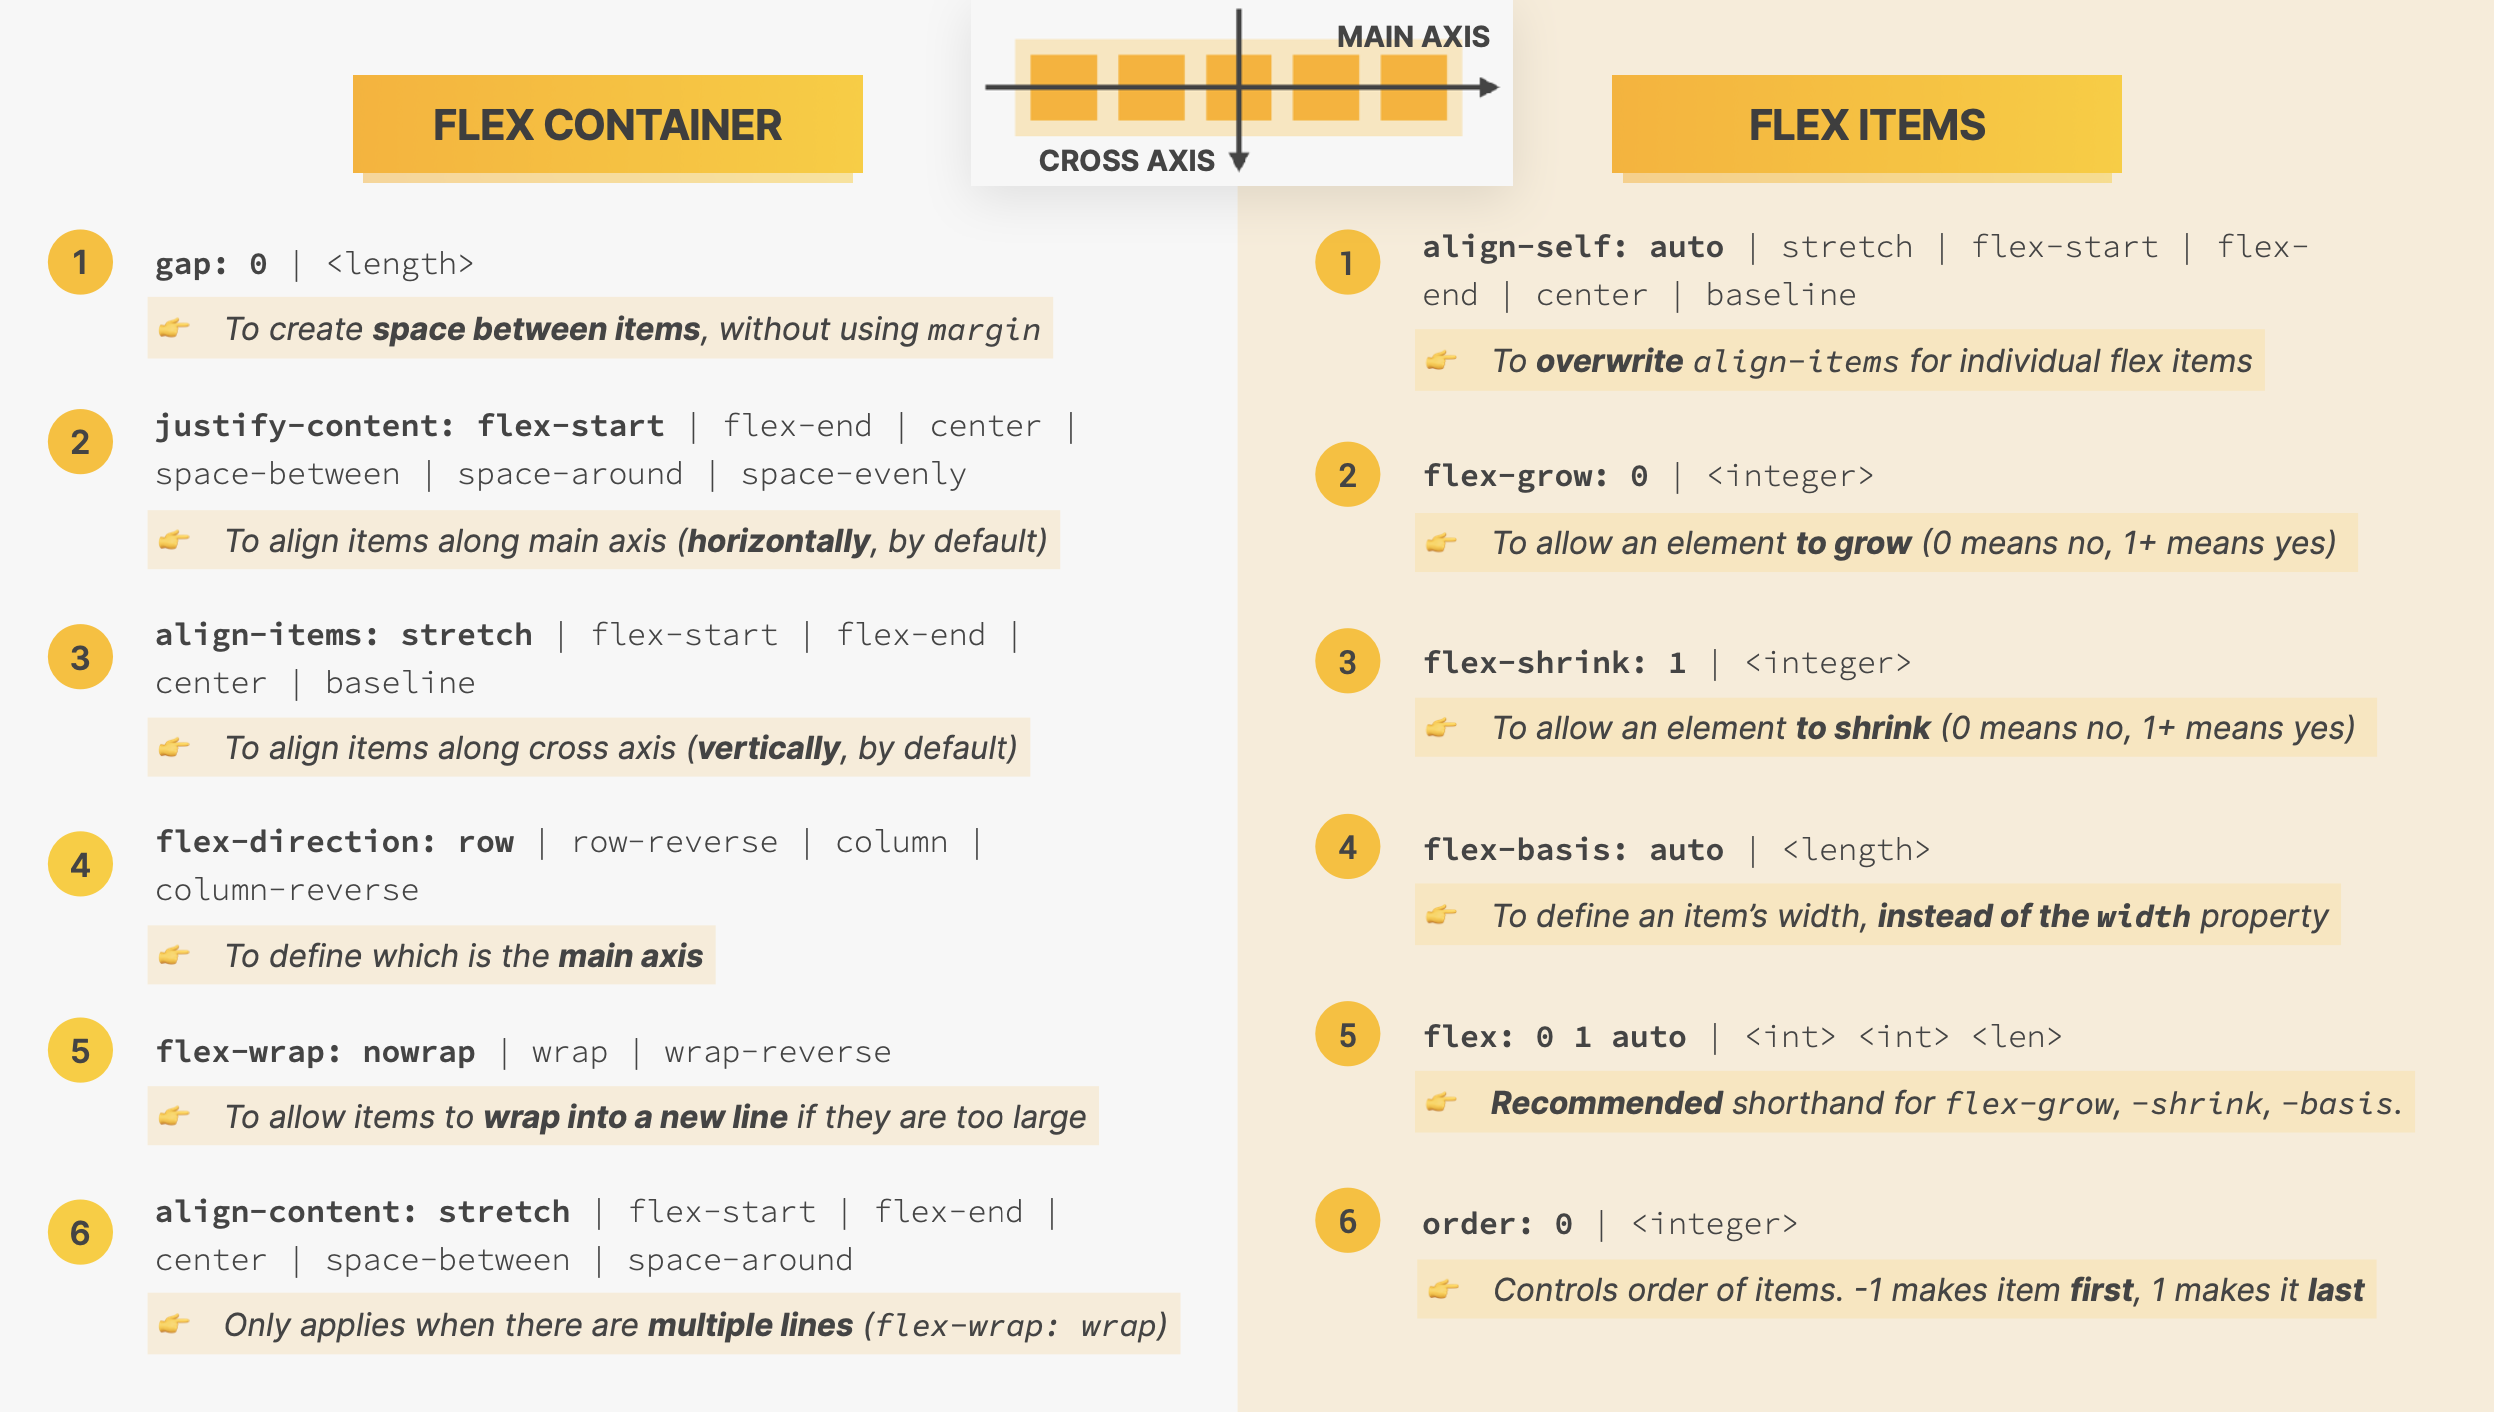 MAIN AXIS
CROSS AXIS
FLEX CONTAINER
1
gap: 0 | <length>
👉 To create space between items, without using margin
2
justify-content: flex-start | flex-end | center |
space-between | space-around | space-evenly
👉 To align items along main axis (horizontally, by default)
3
align-items: stretch | flex-start | flex-end |
center | baseline
👉 To align items along cross axis (vertically, by default)
4
flex-direction: row | row-reverse | column |
column-reverse
👉 To define which is the main axis
5
flex-wrap: nowrap | wrap | wrap-reverse
👉 To allow items to wrap into a new line if they are too large
6
align-content: stretch | flex-start | flex-end |
center | space-between | space-around
👉 Only applies when there are multiple lines (flex-wrap: wrap)
FLEX ITEMS
1
align-self: auto | stretch | flex-start | flex-
end | center | baseline
👉 To overwrite align-items for individual flex items
2
flex-grow: 0 | <integer>
👉 To allow an element to grow (0 means no, 1+ means yes)
3
flex-shrink: 1 | <integer>
👉 To allow an element to shrink (0 means no, 1+ means yes)
4
flex-basis: auto | <length>
👉 To define an item’s width, instead of the width property
5
flex: 0 1 auto | <int> <int> <len>
👉 Recommended shorthand for flex-grow, -shrink, -basis.
6
order: 0 | <integer>
👉 Controls order of items. -1 makes item first, 1 makes it last